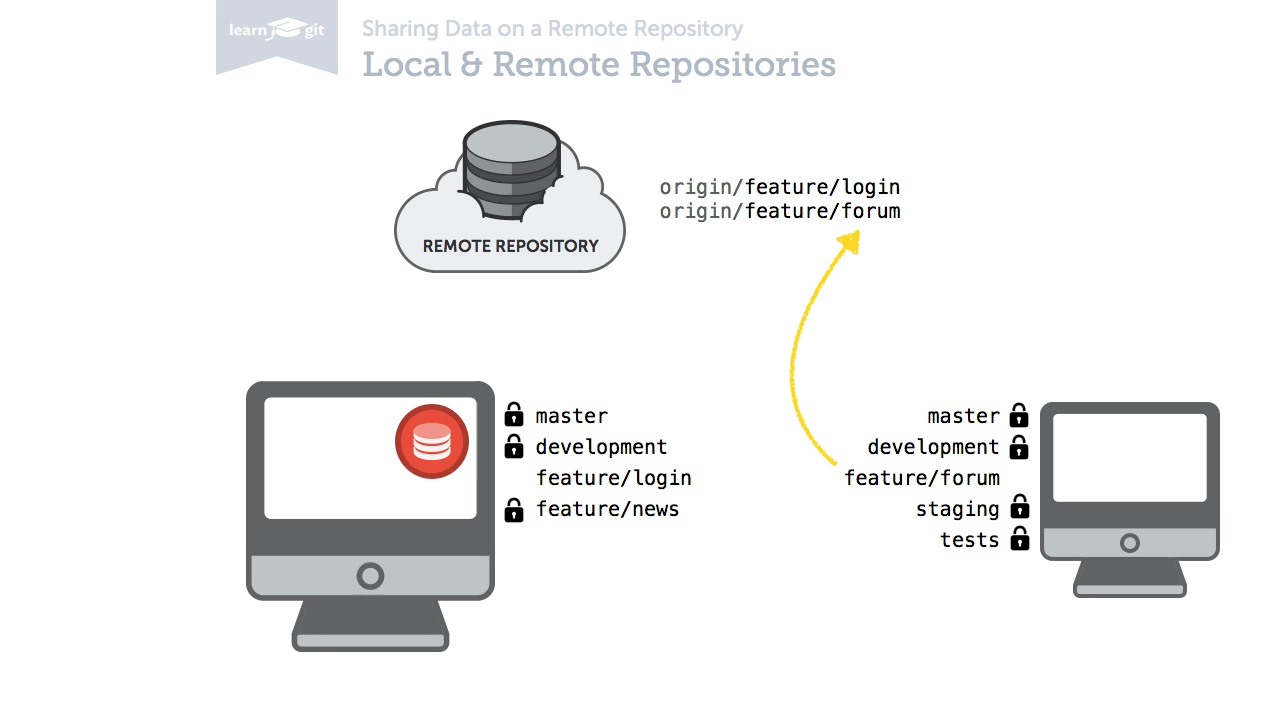 learn git
Sharing Data on a Remote Repository
Local & Remote Repositories
REMOTE REPOSITORY
origin/feature/login
origin/feature/forum
master
development
feature/login
feature/news
master
development
feature/forum
staging
tests